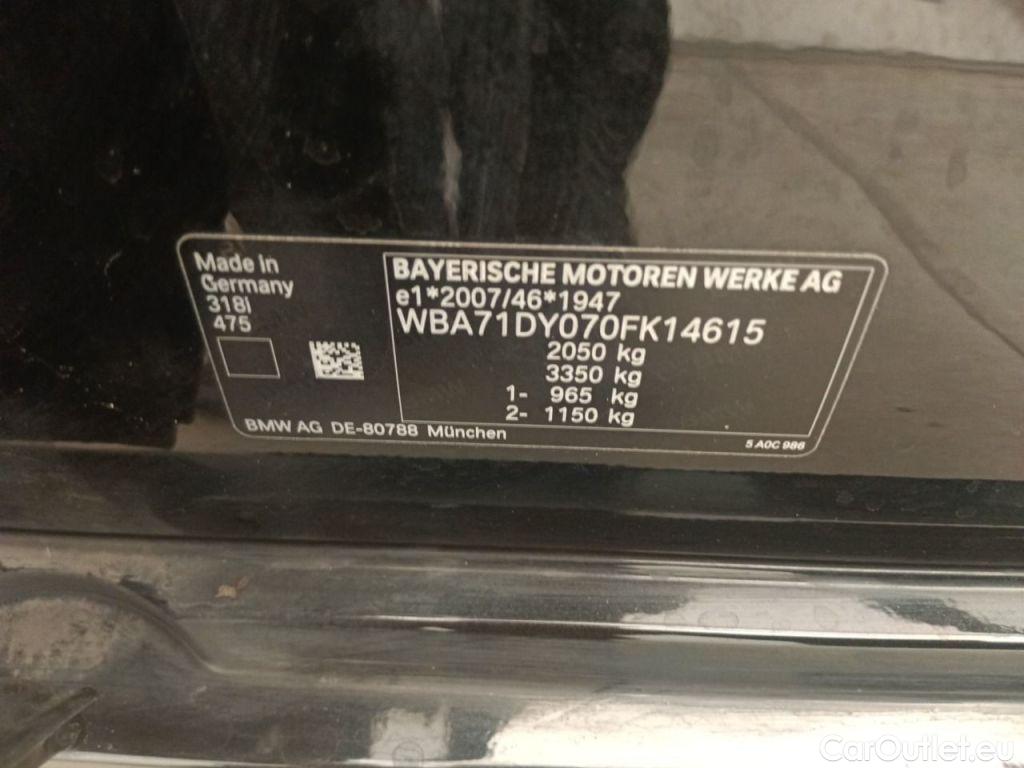 Made in
Germany
318i
475
BAYERISCHE MOTOREN WERKE AG
e1*2007/46*1947
WBA71DY070FK14615
2050 kg
3350 kg
1- 965 kg
2- 1150 kg
BMW AG DE-80788 München
5 A0C 986
CarOutlet.eu